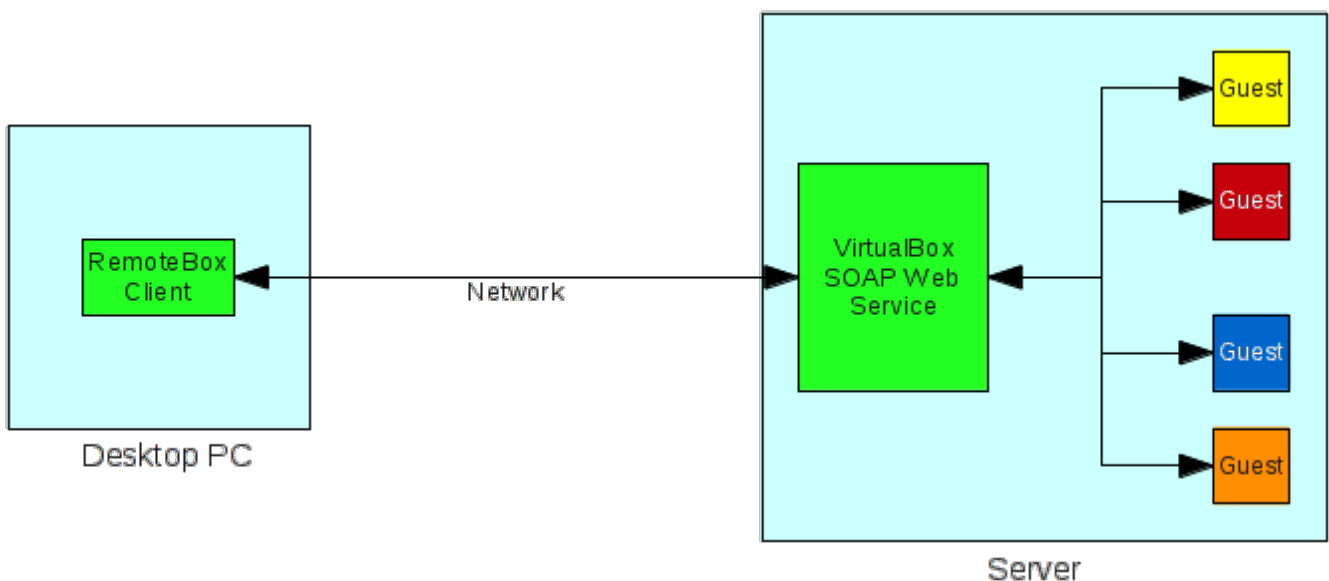 RemoteBox
Client
Desktop PC
Network
VirtualBox
SOAP Web
Service
Guest
Guest
Guest
Guest
Server